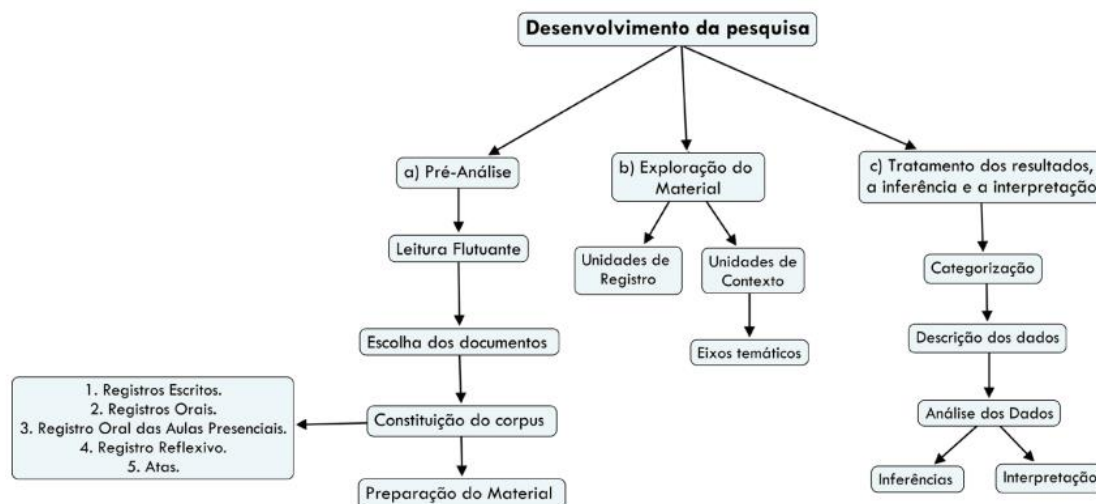 Desenvolvimento da pesquisa
a) Pré-Análise
Leitura Flutuante
Escolha dos documentos
Constituição do corpus
1. Registros Escritos.
2. Registros Orais.
3. Registro Oral das Aulas Presenciais.
4. Registro Reflexivo.
5. Atas.
Preparação do Material
b) Exploração do
Material
Unidades de
Registro
Unidades de
Contexto
Eixos temáticos
c) Tratamento dos resultados,
a inferência e a interpretação
Categorização
Descrição dos dados
Análise dos Dados
Inferências
Interpretação